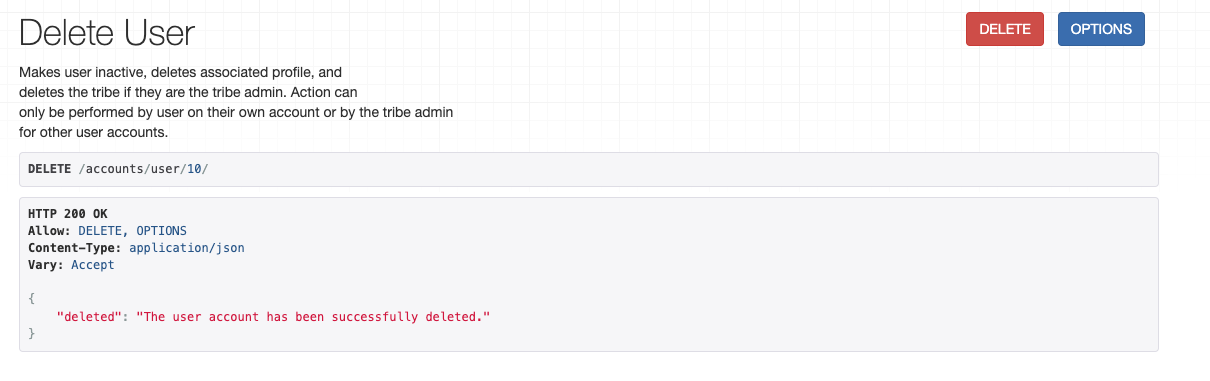 Delete User
DELETE
OPTIONS
Makes user inactive, deletes associated profile, and
deletes the tribe if they are the tribe admin. Action can
only be performed by user on their own account or by the tribe admin
for other user accounts.
DELETE /accounts/user/10/
HTTP 200 OK
Allow: DELETE, OPTIONS
Content-Type: application/json
Vary: Accept
{
    "deleted": "The user account has been successfully deleted."
}